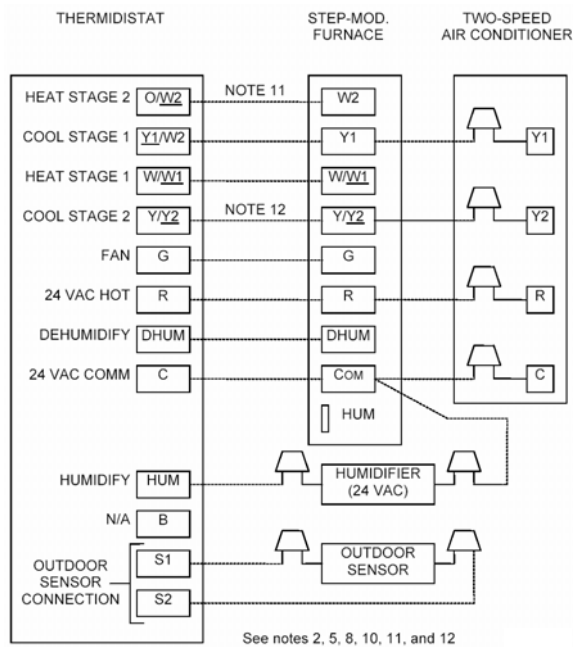 THERMIDISTAT
STEP-MOD.
FURNACE
TWO-SPEED
AIR CONDITIONER
HEAT STAGE 2 O/W2 NOTE 11 W2
COOL STAGE 1 Y1/W2 Y1 Y1
HEAT STAGE 1 W/W1 W/W1
COOL STAGE 2 Y/Y2 NOTE 12 Y/Y2 Y2
FAN G G
24 VAC HOT R R R
DEHUMIDIFY DHUM DHUM
24 VAC COMM C COM C
HUM
HUMIDIFY HUM
HUMIDIFIER
(24 VAC)
N/A B
OUTDOOR
SENSOR
CONNECTION
S1
S2
OUTDOOR
SENSOR
See notes 2, 5, 8, 10, 11, and 12